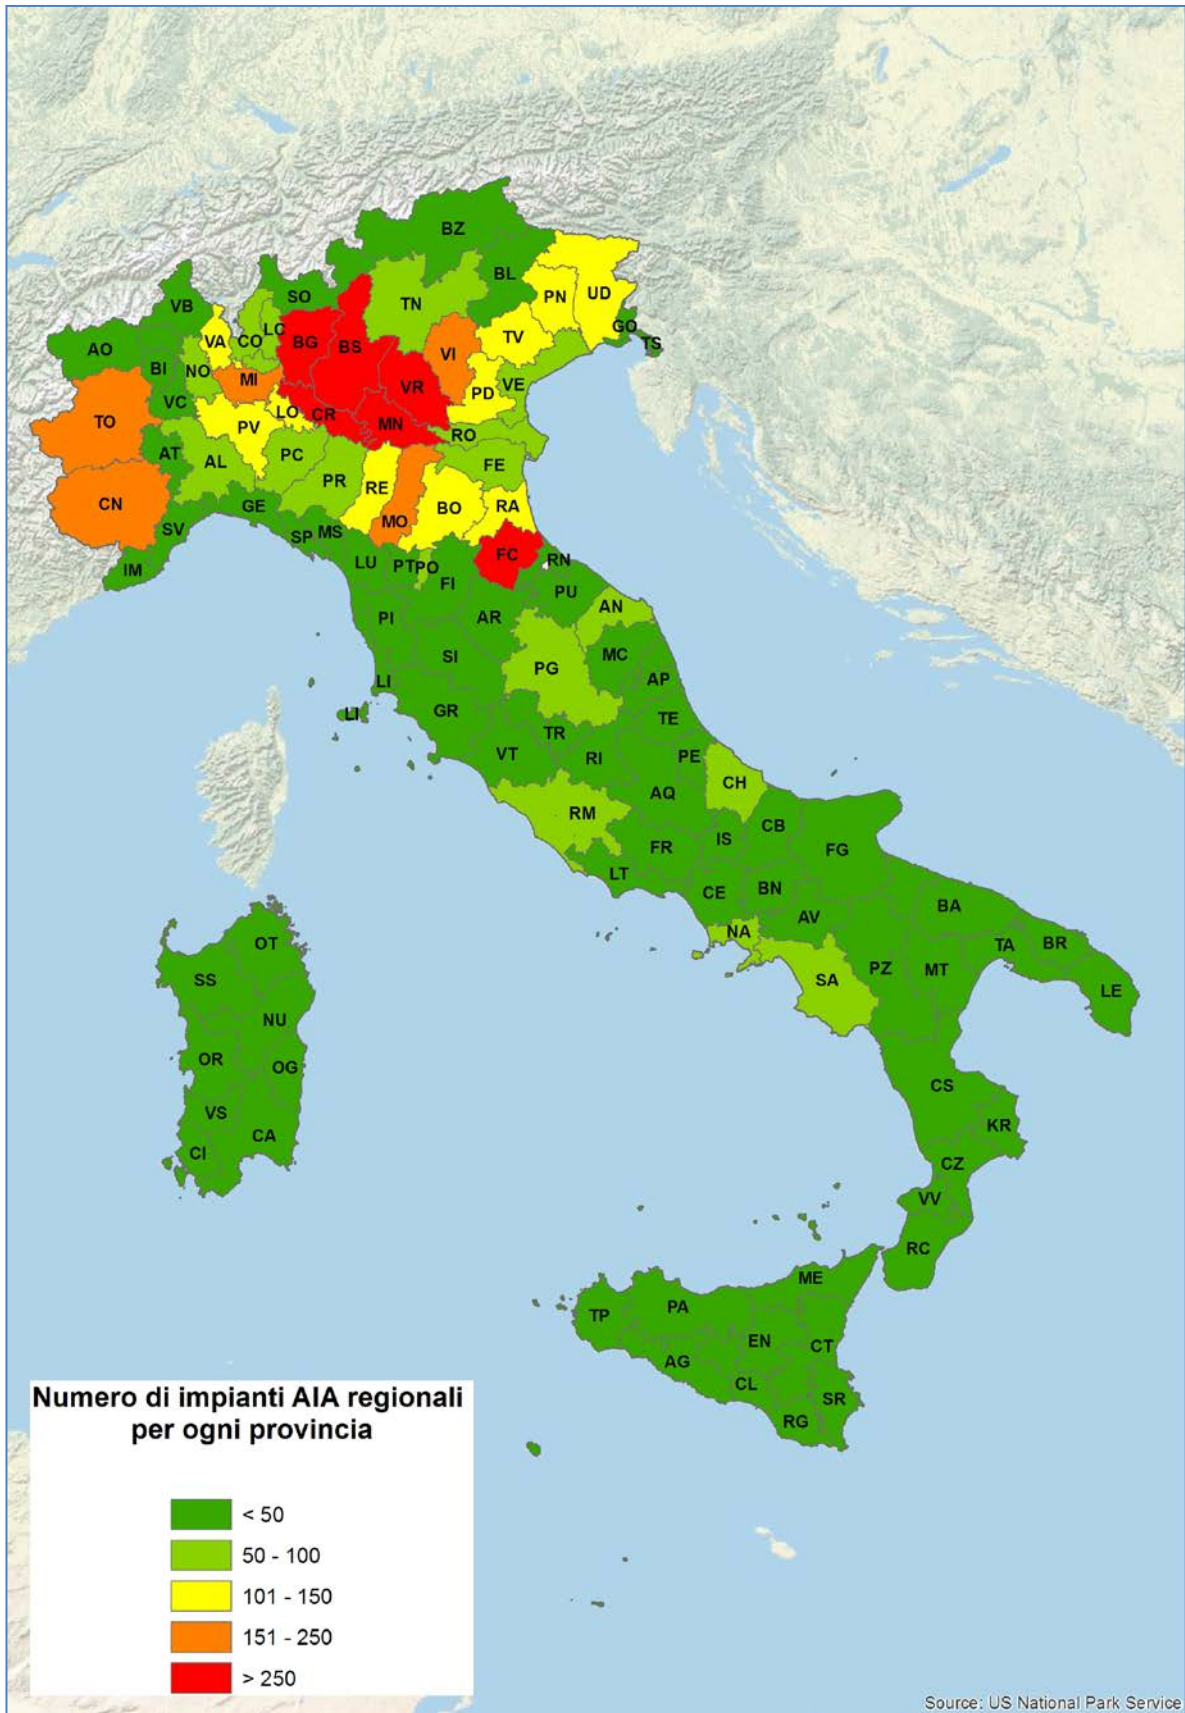 BZ
BL
SO
TN
PN
UD
VB
LC
CO
VA
BG
BS
VI
TV
GO
TS
AO
BI
NO
MI
VR
PD
VE
VC
TO
PV
LO
CR
MN
RO
AT
AL
PC
PR
RE
FE
CN
GE
MO
BO
RA
SV
SP
MS
IM
LU
PT
PO
FI
FC
RN
PU
PI
AR
AN
SI
PG
MC
LI
AP
LI
GR
TR
TE
VT
RI
PE
AQ
CH
RM
CB
IS
FG
FR
LT
CE
BN
BA
AV
NA
OT
TA
BR
SS
SA
PZ
MT
LE
NU
OR
OG
CS
VS
KR
CA
CI
CZ
VV
RC
ME
TP
PA
EN
CT
AG
CL
SR
RG
Numero di impianti AIA regionali
per ogni provincia
< 50
50 - 100
101 - 150
151 - 250
> 250
Source: US National Park Service